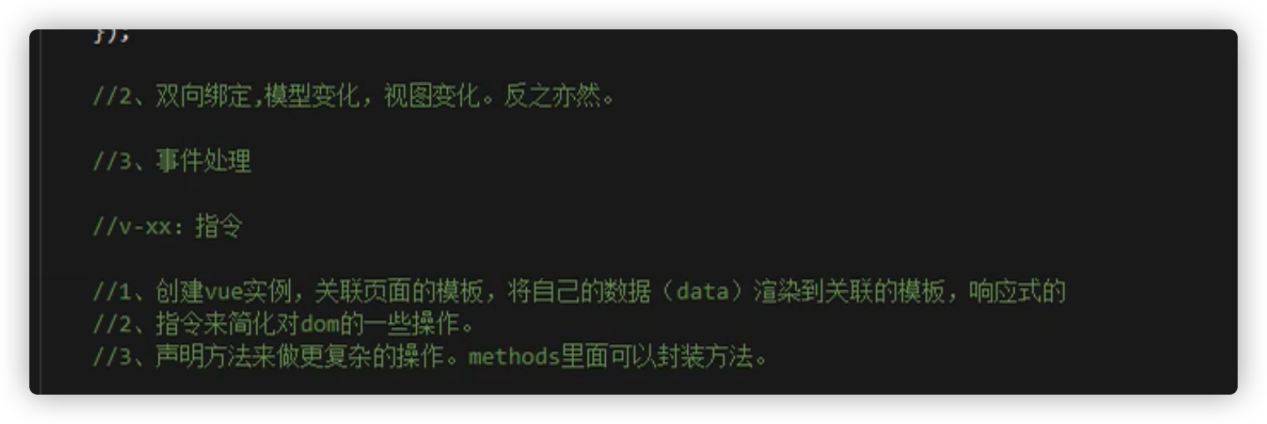 });
//2、双向绑定,模型变化，视图变化。反之亦然。
//3、事件处理
//v-xx：指令
//1、创建vue实例，关联页面的模板，将自己的数据（data）渲染到关联的模板，响应式的
//2、指令来简化对dom的一些操作。
//3、声明方法来做更复杂的操作。methods里面可以封装方法。